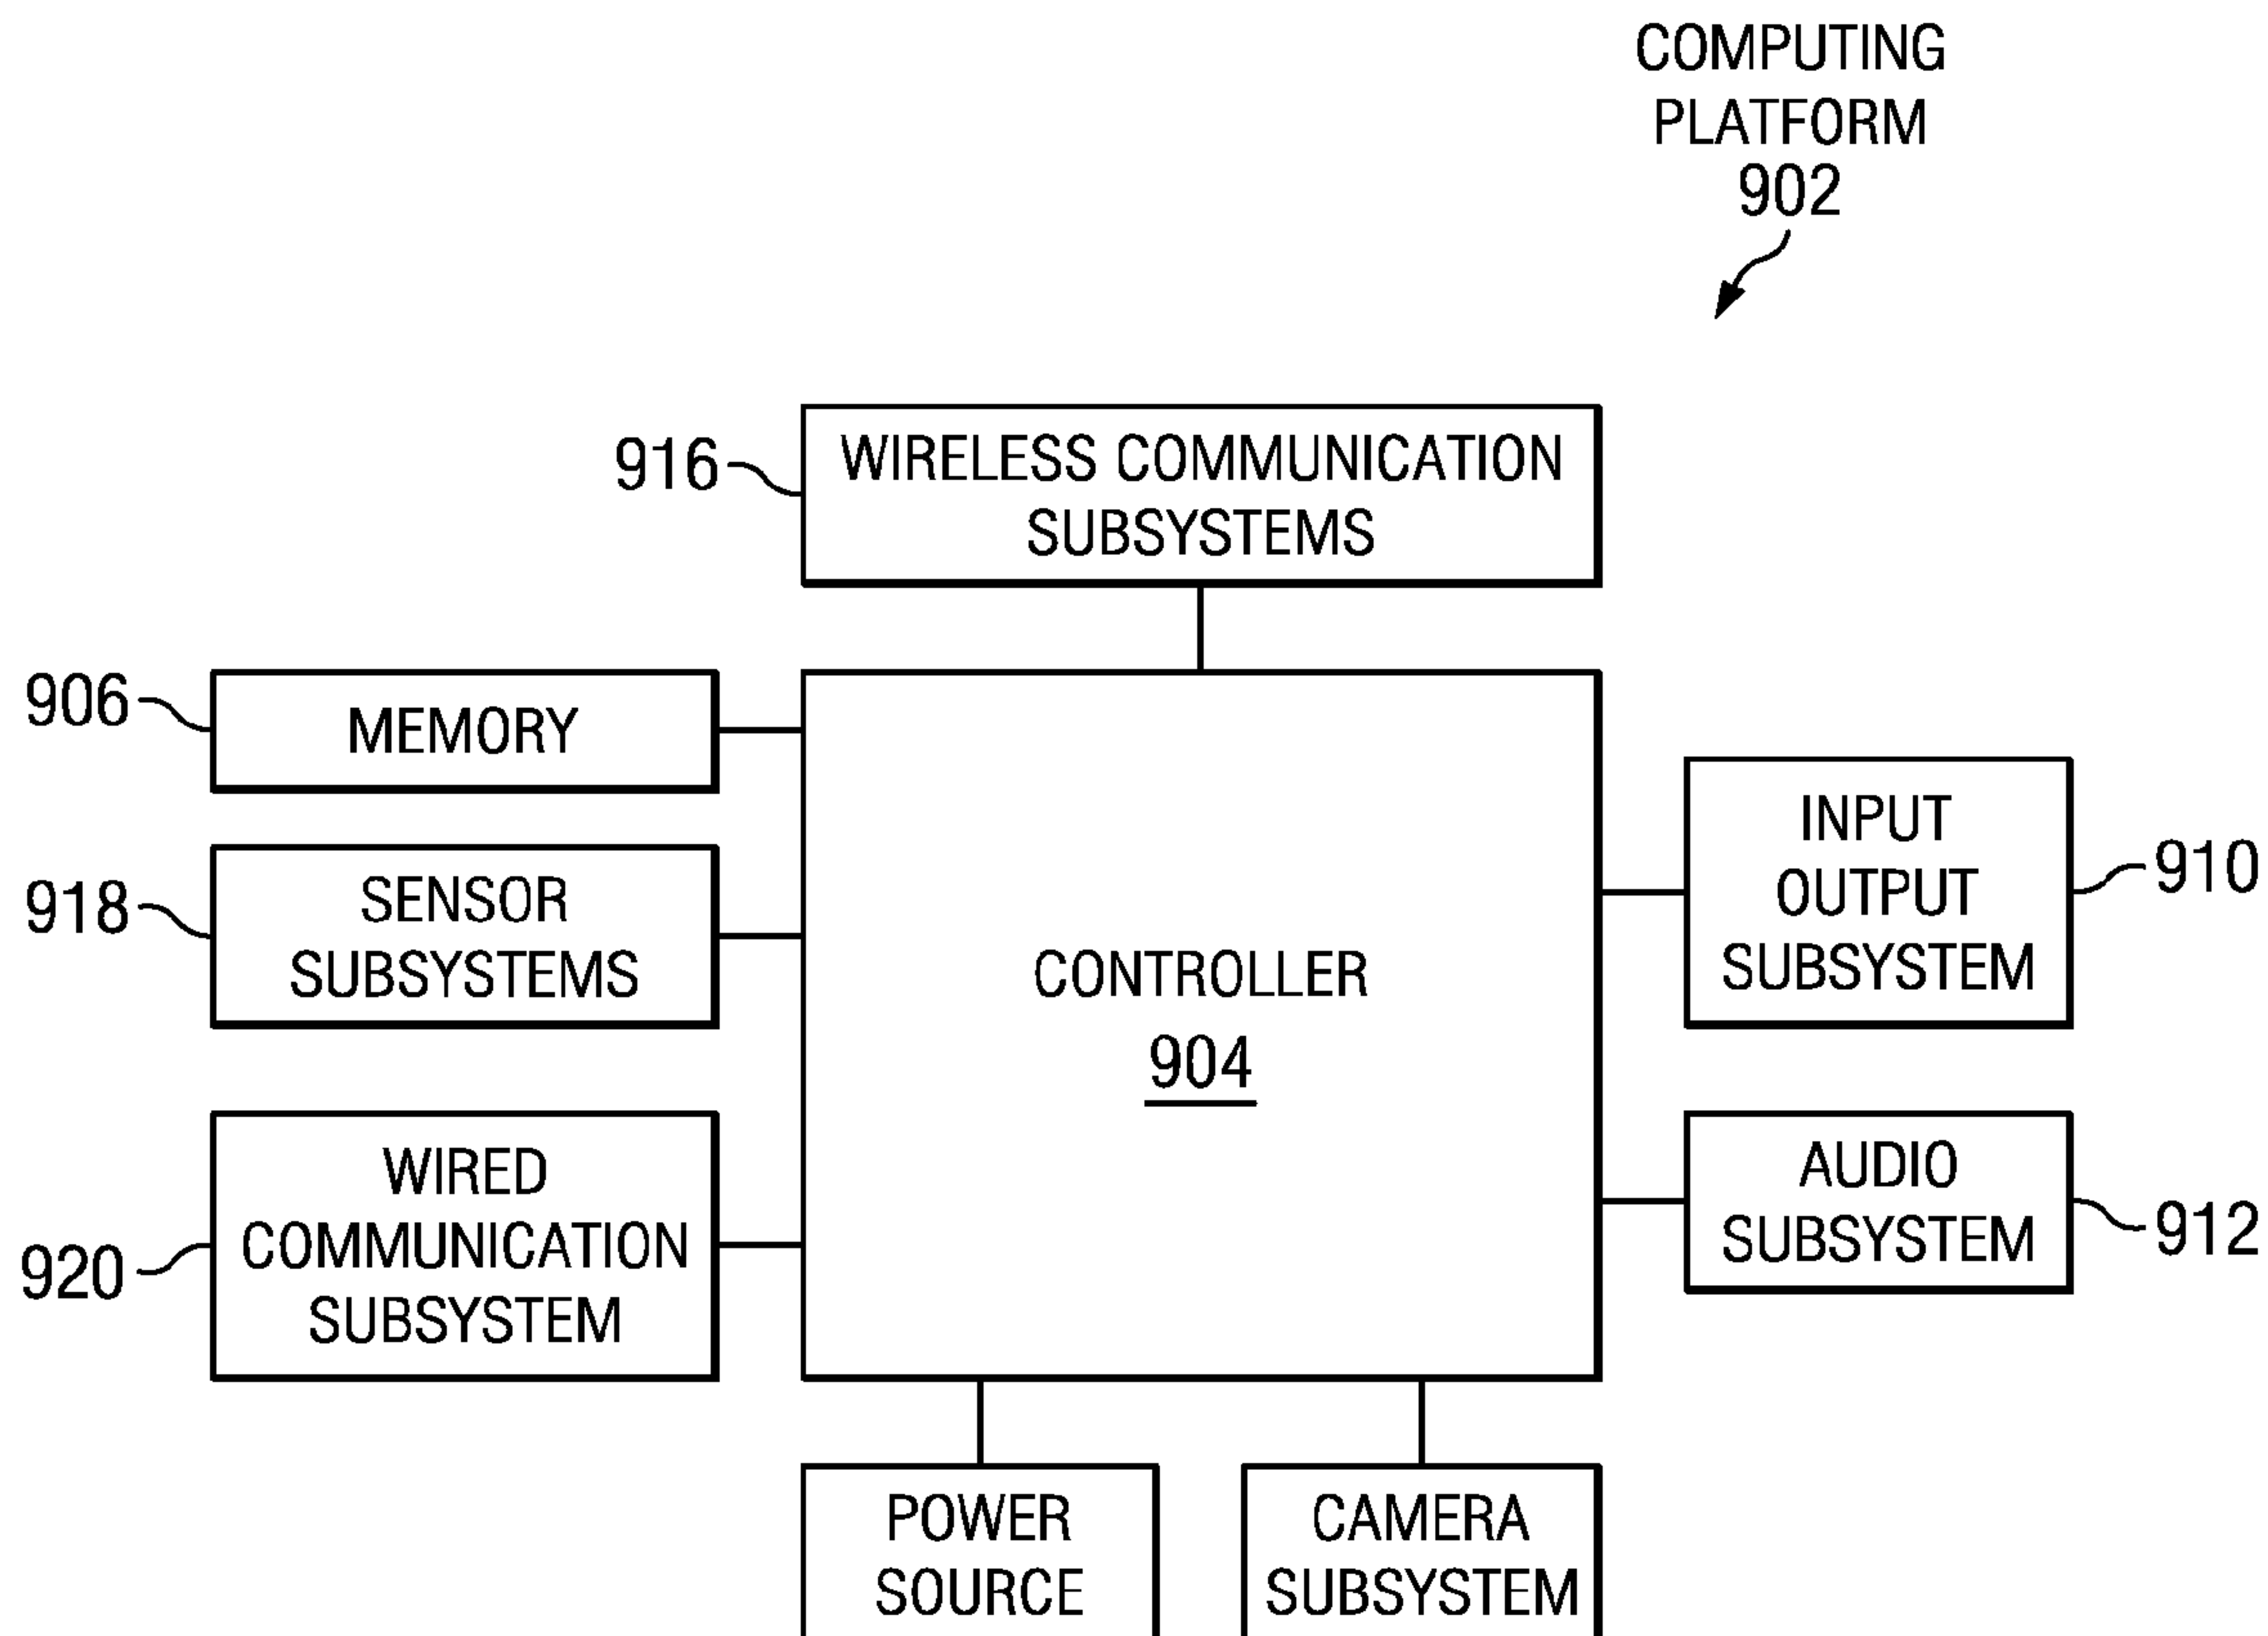 COMPUTING
PLATFORM
902
916
WIRELESS COMMUNICATION
SUBSYSTEMS
906
MEMORY
918
SENSOR
SUBSYSTEMS
920
WIRED
COMMUNICATION
SUBSYSTEM
CONTROLLER
904
INPUT
OUTPUT
SUBSYSTEM
910
AUDIO
SUBSYSTEM
912
POWER
SOURCE
CAMERA
SUBSYSTEM